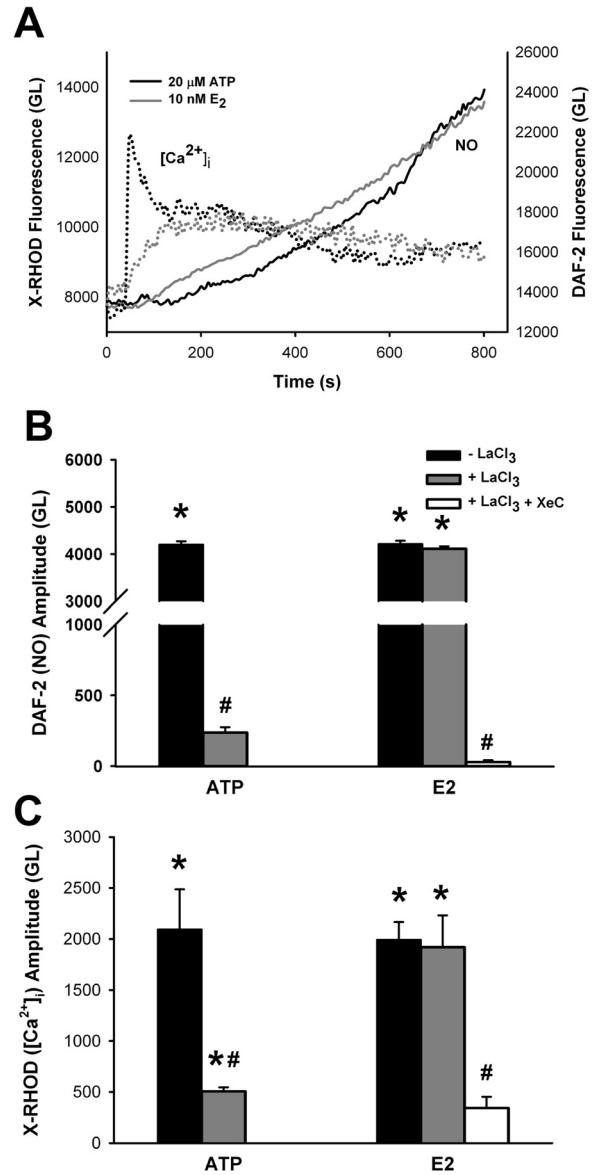 A
X-RHOD Fluorescence (GL)
14000
12000
10000
8000
20 μM ATP
10 nM E2
[Ca2+]i
NO
26000
24000
22000
20000
18000
16000
14000
12000
DAF-2 Fluorescence (GL)
0 200 400 600 800
Time (s)
B
DAF-2 (NO) Amplitude (GL)
6000
5000
4000
3000
1000
500
0
- LaCl3
+ LaCl3
+ LaCl3 + XeC
*
#
* *
#
ATP E2
C
X-RHOD ([Ca2+]i) Amplitude (GL)
3000
2500
2000
1500
1000
500
0
*
*#
* *
#
ATP E2